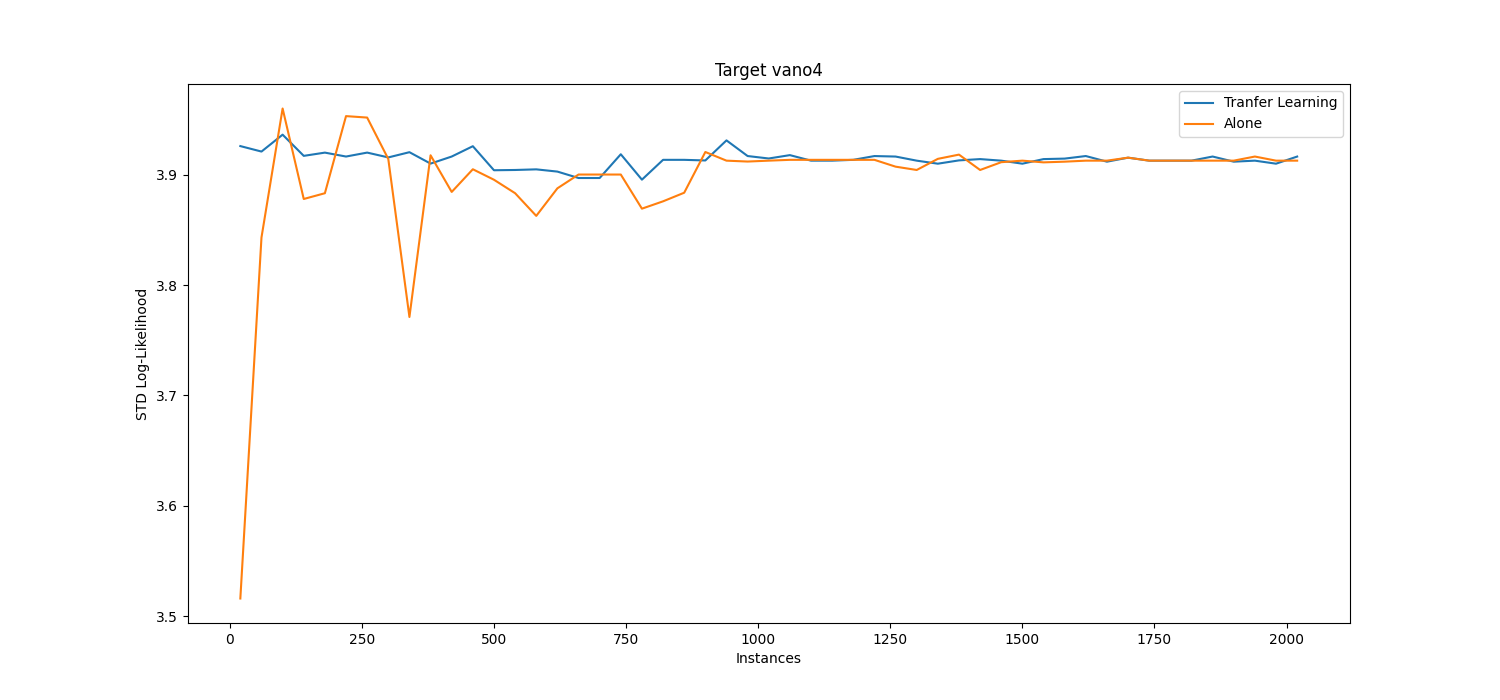 Target vano4
Tranfer Learning
Alone
STD Log-Likelihood
3.9
3.8
3.7
3.6
3.5
0 250 500 750 1000 1250 1500 1750 2000
Instances